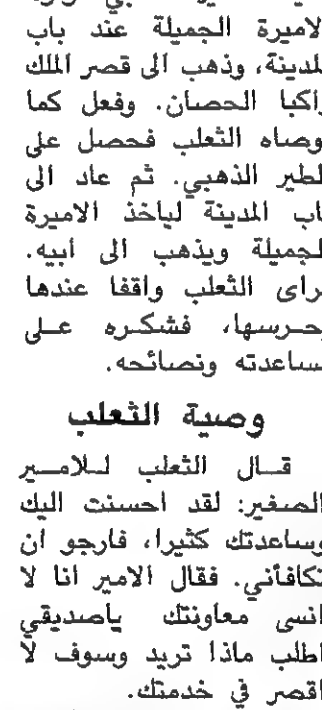 لاميرة الجميلة عند باب
لمدينة، وذهب الى قصر الملك
راكبا الحصان. وفعل كما
وصاه الثعلب فحصل على
لطير الذهبي. ثم عاد الى
اب المدينة لياخذ الاميرة
لجميلة ويذهب الى ابيه.
راى الثعلب واقفا عندها
حرسها، فشكره على
ساعدته ونصائحه.
وصية الثعلب
قال الثعلب للامير
الصغير: لقد احسنت اليك
وساعدتك كثيرا، فارجو ان
تكافأني. فقال الامير انا لا
انسى معاونتك ياصديقي
اطلب ماذا تريد وسوف لا
اقصر في خدمتك.